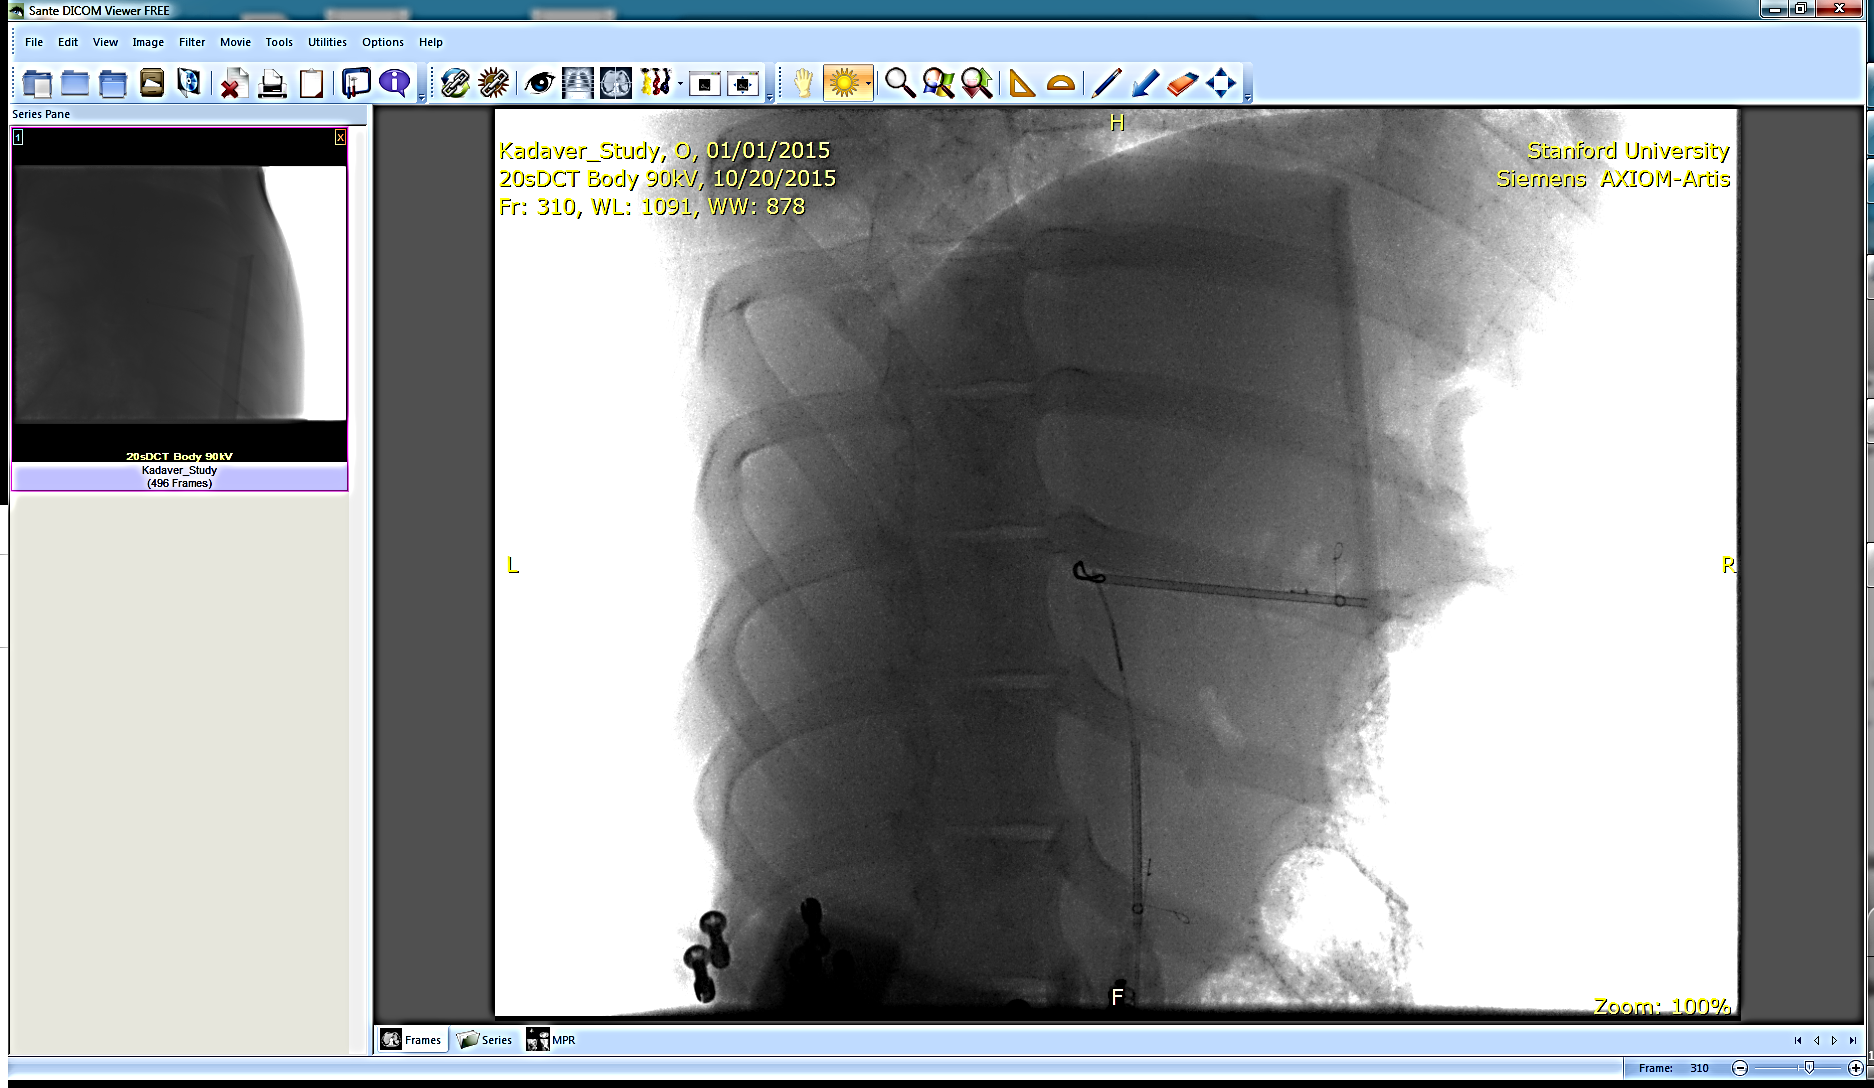 Sante DICOM Viewer FREE
File Edit View Image Filter Movie Tools Utilities Options Help
Series Pane
1 X
20sDCT Body 90kV
Kadaver_Study
(496 Frames)
H
Kadaver_Study, O, 01/01/2015
20sDCT Body 90kV, 10/20/2015
Fr: 310, WL: 1091, WW: 878
Stanford University
Siemens AXIOM-Artis
L
R
F
Zoom: 100%
Frames Series MPR
Frame: 310